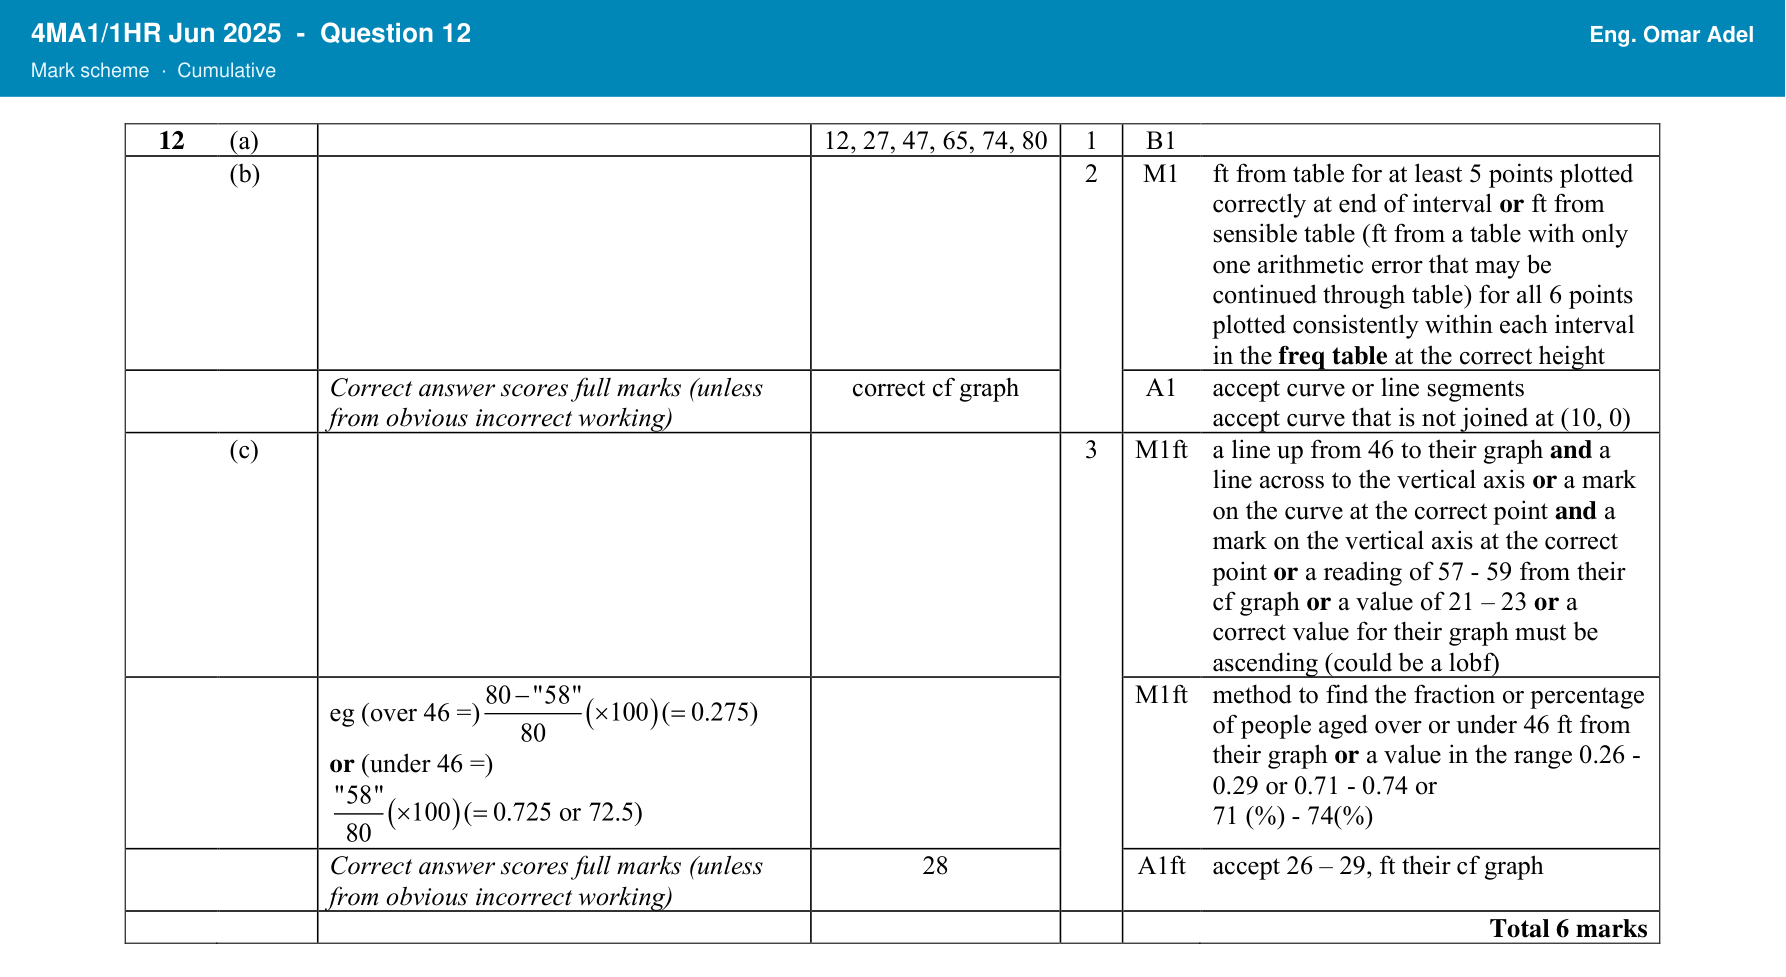 4MA1/1HR Jun 2025 - Question 12
Eng. Omar Adel
Mark scheme · Cumulative
12 (a) 12, 27, 47, 65, 74, 80 1 B1
(b) 2 M1 ft from table for at least 5 points plotted
correctly at end of interval or ft from
sensible table (ft from a table with only
one arithmetic error that may be
continued through table) for all 6 points
plotted consistently within each interval
in the freq table at the correct height
Correct answer scores full marks (unless
from obvious incorrect working)
correct cf graph
A1 accept curve or line segments
accept curve that is not joined at (10, 0)
(c) 3 M1ft a line up from 46 to their graph and a
line across to the vertical axis or a mark
on the curve at the correct point and a
mark on the vertical axis at the correct
point or a reading of 57 - 59 from their
cf graph or a value of 21 – 23 or a
correct value for their graph must be
ascending (could be a lobf)
eg (over 46 =) 80 – "58" / 80 (×100)(= 0.275)
or (under 46 =)
"58" / 80 (×100)(= 0.725 or 72.5)
M1ft method to find the fraction or percentage
of people aged over or under 46 ft from
their graph or a value in the range 0.26 -
0.29 or 0.71 - 0.74 or
71 (%) - 74(%)
Correct answer scores full marks (unless
from obvious incorrect working)
28
A1ft accept 26 – 29, ft their cf graph
Total 6 marks